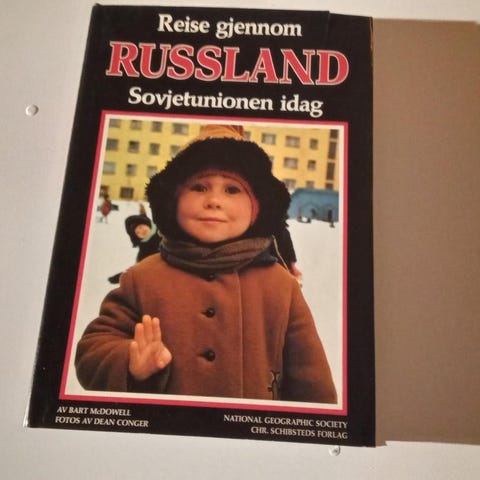 Reise gjennom
RUSSLAND
Sovjetunionen idag
AV BART McDOWELL
FOTOS AV DEAN CONGER
NATIONAL GEOGRAPHIC SOCIETY
CHR. SCHIBSTEDS FORLAG